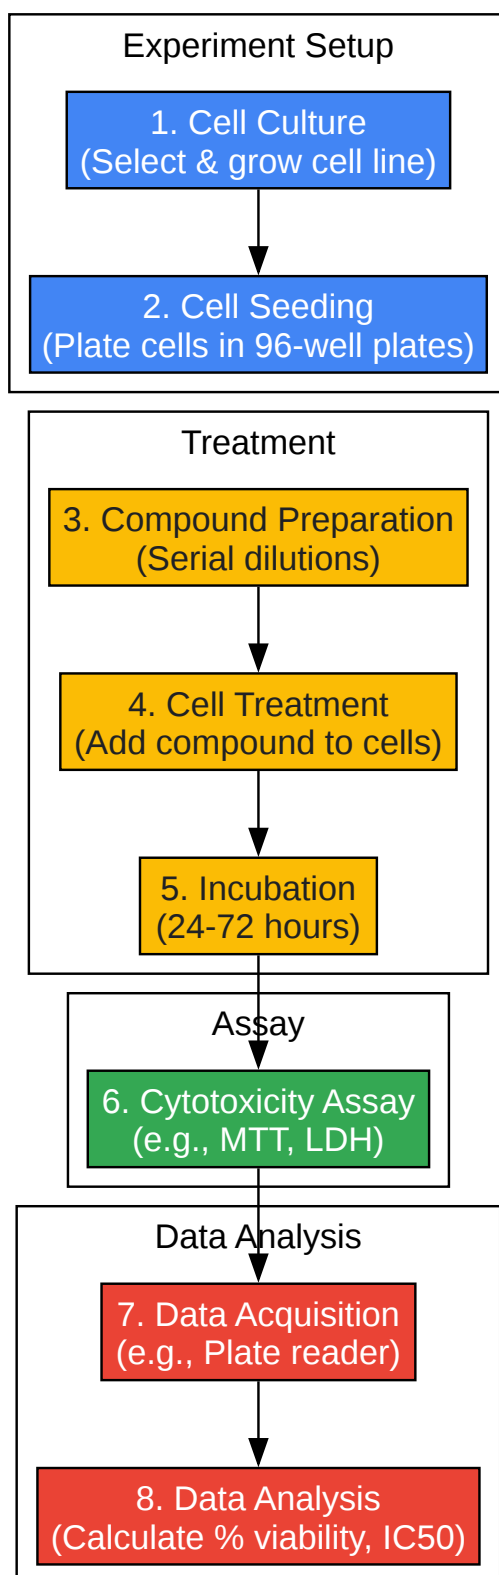 Experiment Setup
1. Cell Culture
(Select & grow cell line)
2. Cell Seeding
(Plate cells in 96-well plates)
Treatment
3. Compound Preparation
(Serial dilutions)
4. Cell Treatment
(Add compound to cells)
5. Incubation
(24-72 hours)
Assay
6. Cytotoxicity Assay
(e.g., MTT, LDH)
Data Analysis
7. Data Acquisition
(e.g., Plate reader)
8. Data Analysis
(Calculate % viability, IC50)